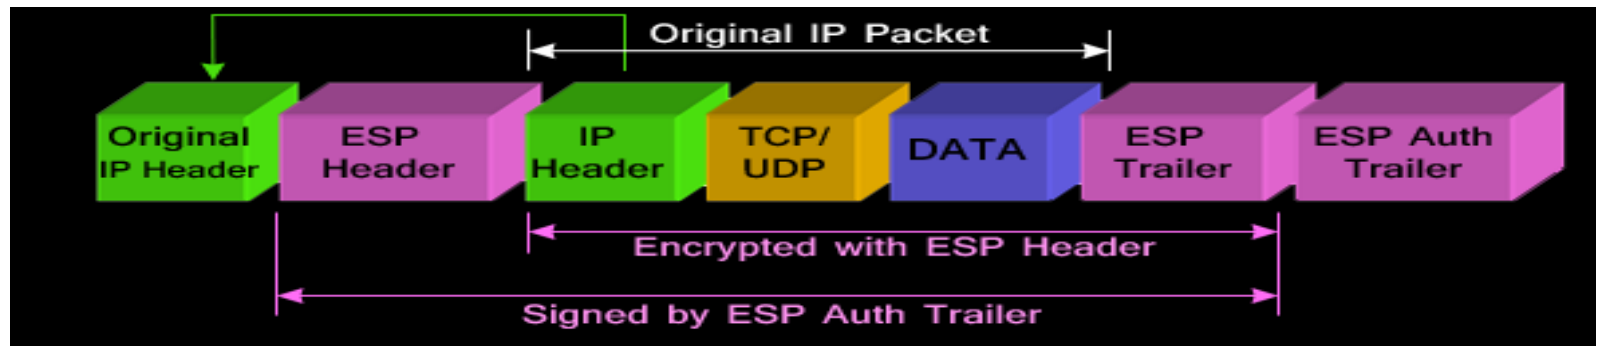 Original IP Packet
Original
IP Header
ESP
Header
IP
Header
TCP/
UDP
DATA
ESP
Trailer
ESP Auth
Trailer
Encrypted with ESP Header
Signed by ESP Auth Trailer